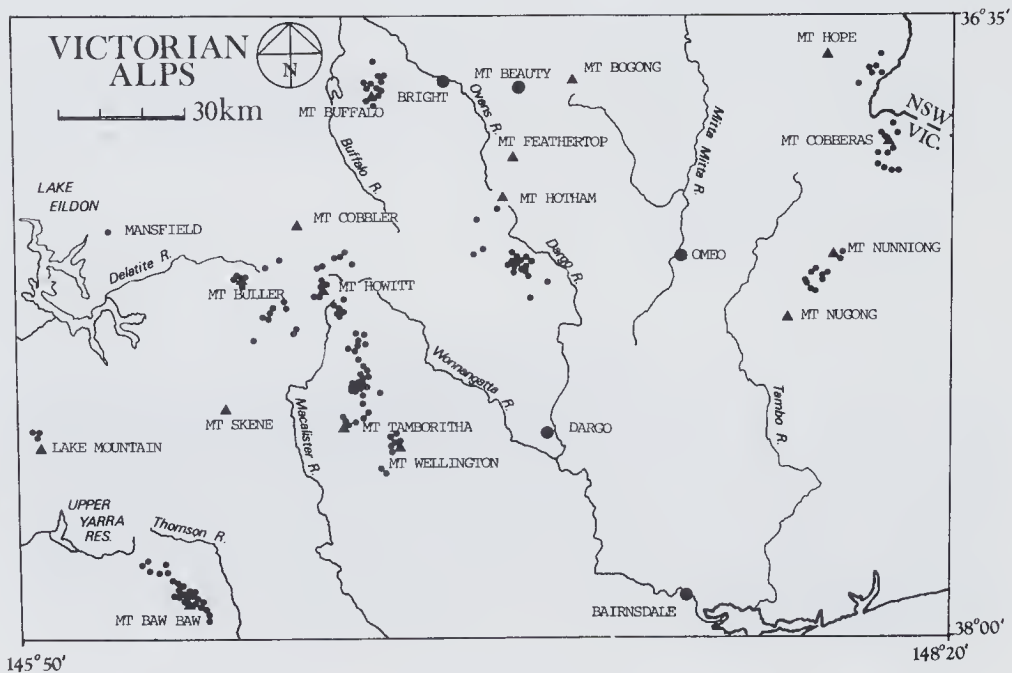 VICTORIAN
ALPS
N
30km
36°35'
MT HOPE
MT BEAUTY
MT BOGONG
BRIGHT
MT BUFFALO
Ovens R.
NSW
VIC.
MT COBBERAS
MT FEATHERTOP
Buffalo R.
Mitta Mitta R.
LAKE
EILDON
MT HOTHAM
MT COBBLER
MANSFIELD
Delatite R.
Dargo R.
OMEO
MT NUNNIONG
MT BULLER
MT HOWITT
MT NUGONG
Wonnangatta R.
Tambo R.
MT SKENE
Macalister R.
MT TAMBORITHA
DARGO
LAKE MOUNTAIN
MT WELLINGTON
UPPER
YARRA
RES.
Thomson R.
MT BAW BAW
BAIRNSDALE
38°00'
145°50'
148°20'